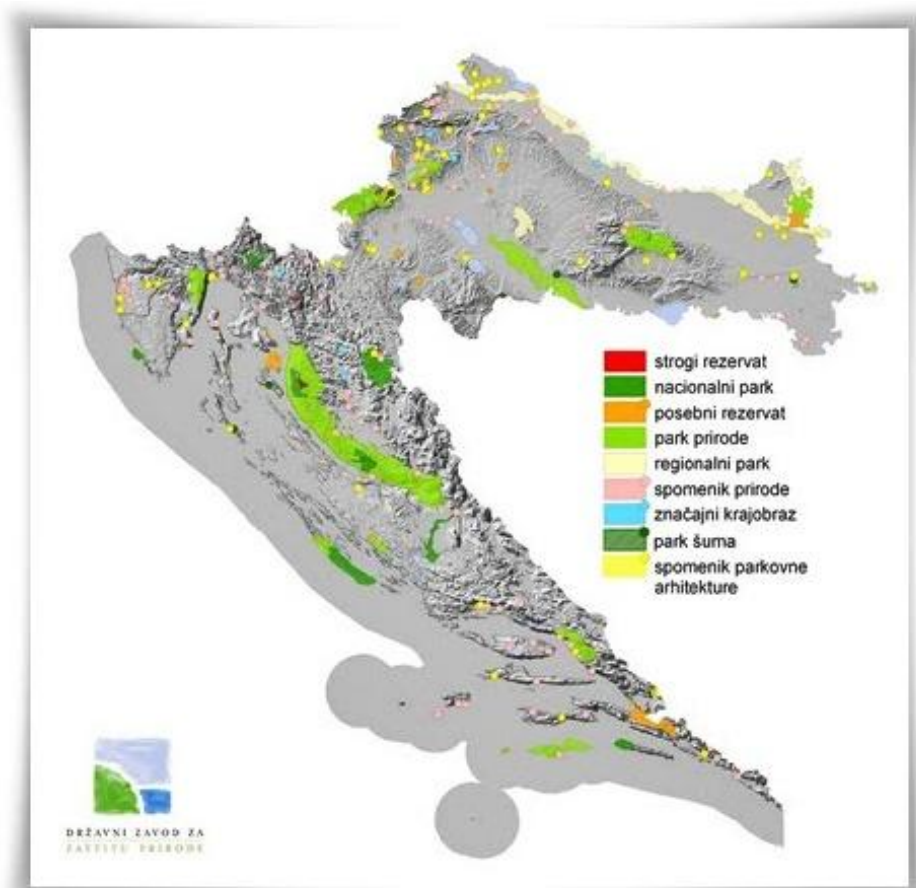 strogi rezervat
nacionalni park
posebni rezervat
park prirode
regionalni park
spomenik prirode
značajni krajobraz
park šuma
spomenik parkovne
arhitekture
DRŽAVNI ZAVOD ZA
ZAŠTITU PRIRODE